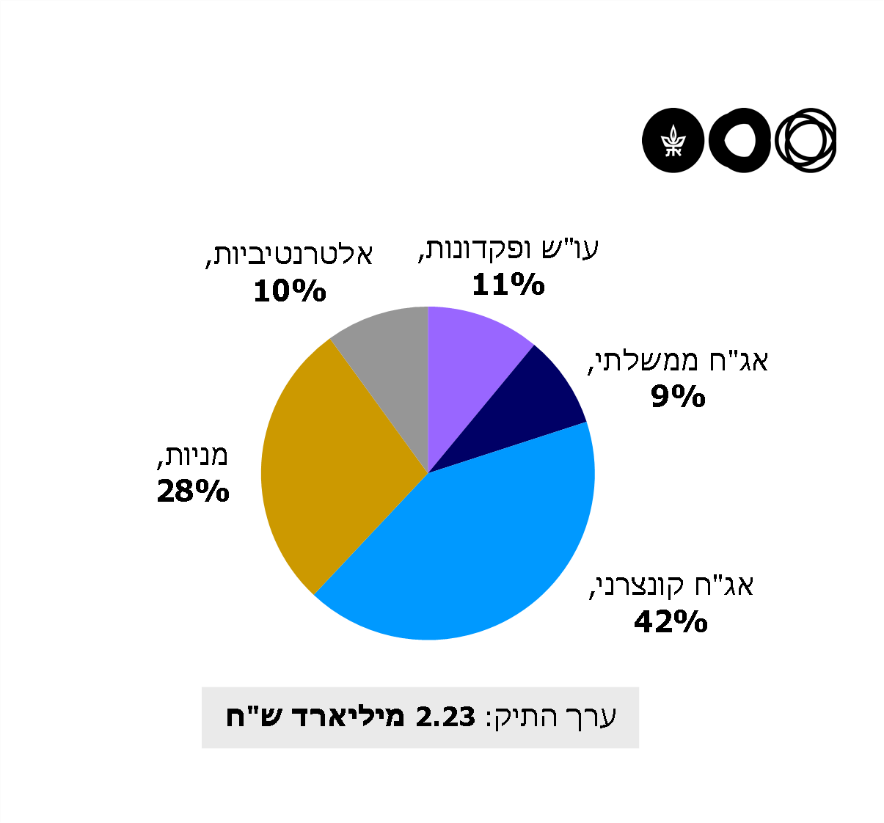 עו"ש ופקדונות,
11%
אלטרנטיביות,
10%
אג"ח ממשלתי,
9%
מניות,
28%
אג"ח קונצרני,
42%
ערך התיק: 2.23 מיליארד ש"ח